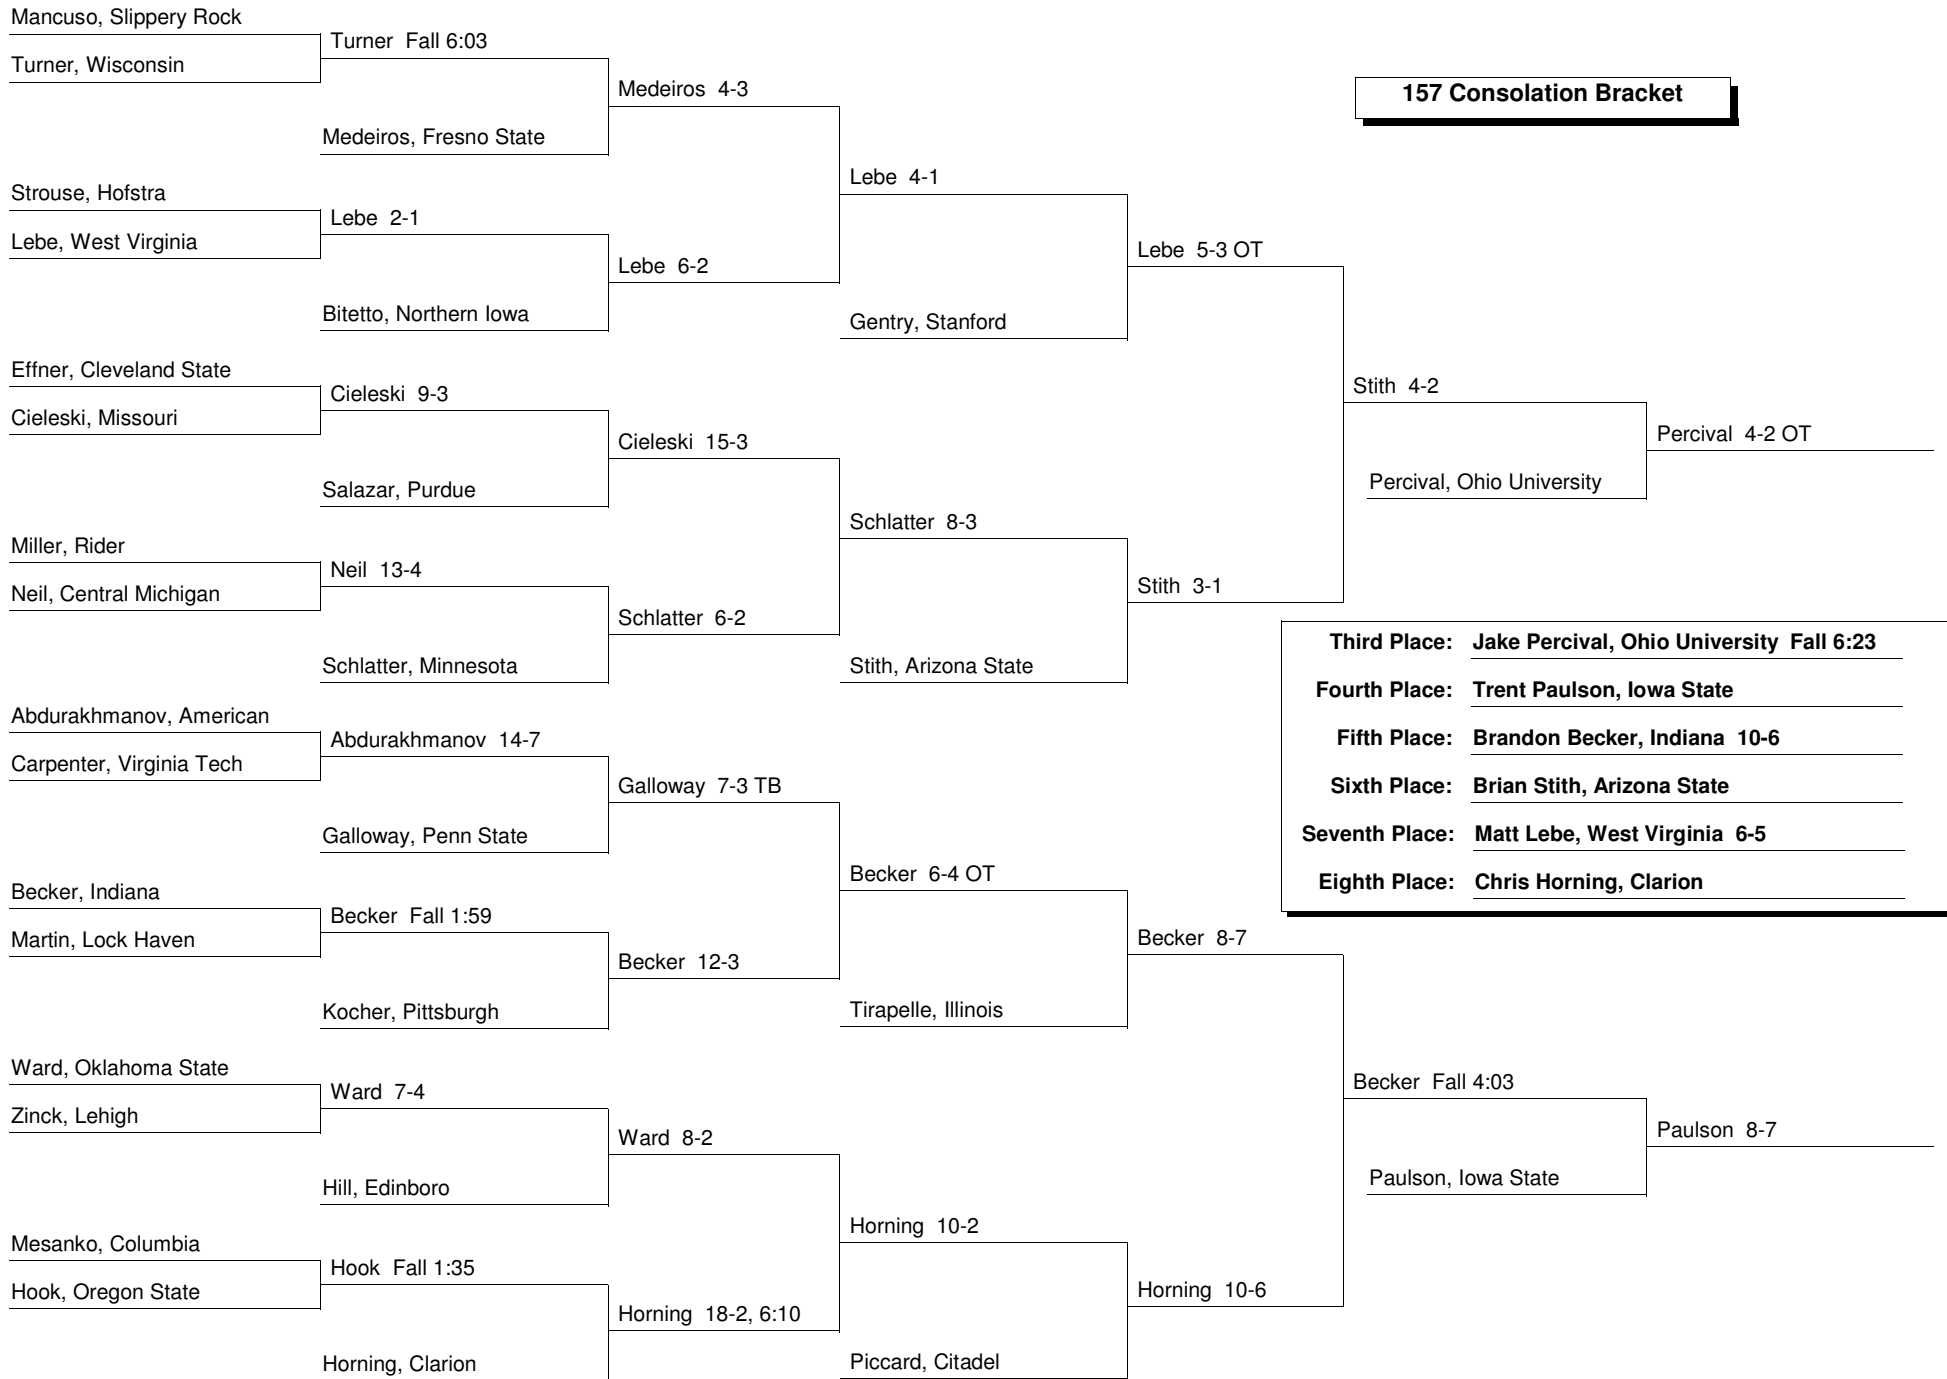 Mancuso, Slippery Rock
Turner, Wisconsin
Strouse, Hofstra
Lebe, West Virginia
Effner, Cleveland State
Cieleski, Missouri
Miller, Rider
Neil, Central Michigan
Abdurakhmanov, American
Carpenter, Virginia Tech
Becker, Indiana
Martin, Lock Haven
Ward, Oklahoma State
Zinck, Lehigh
Mesanko, Columbia
Hook, Oregon State
Turner Fall 6:03
Medeiros, Fresno State
Lebe 2-1
Bitetto, Northern Iowa
Cieleski 9-3
Salazar, Purdue
Neil 13-4
Schlatter, Minnesota
Abdurakhmanov 14-7
Galloway, Penn State
Becker Fall 1:59
Kocher, Pittsburgh
Ward 7-4
Hill, Edinboro
Hook Fall 1:35
Horning, Clarion
Medeiros 4-3
Lebe 6-2
Cieleski 15-3
Schlatter 6-2
Galloway 7-3 TB
Becker 12-3
Ward 8-2
Horning 18-2, 6:10
Lebe 4-1
Gentry, Stanford
Schlatter 8-3
Stith, Arizona State
Becker 6-4 OT
Tirapelle, Illinois
Horning 10-2
Piccard, Citadel
Lebe 5-3 OT
Stith 3-1
Becker 8-7
Horning 10-6
Stith 4-2
Percival, Ohio University
Becker Fall 4:03
Paulson, Iowa State
Percival 4-2 OT
Paulson 8-7
157 Consolation Bracket
Third Place: Jake Percival, Ohio University Fall 6:23
Fourth Place: Trent Paulson, Iowa State
Fifth Place: Brandon Becker, Indiana 10-6
Sixth Place: Brian Stith, Arizona State
Seventh Place: Matt Lebe, West Virginia 6-5
Eighth Place: Chris Horning, Clarion